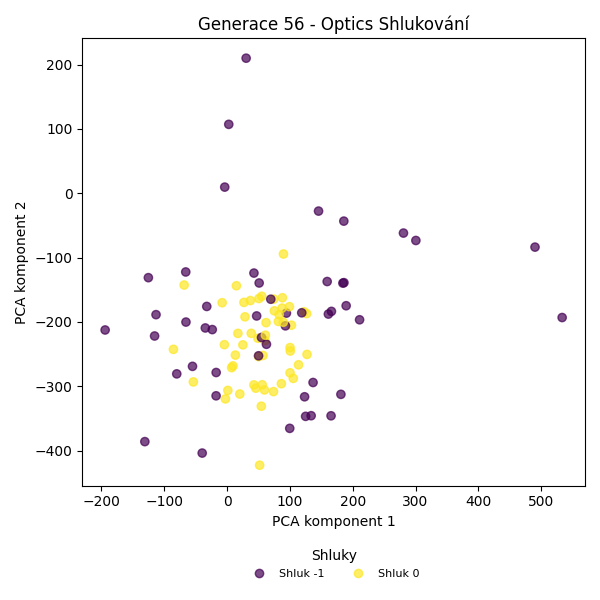 Generace 56 - Optics Shlukování
PCA komponent 2
200
100
0
−100
−200
−300
−400
−200 −100 0 100 200 300 400 500
PCA komponent 1
Shluky
Shluk -1 Shluk 0